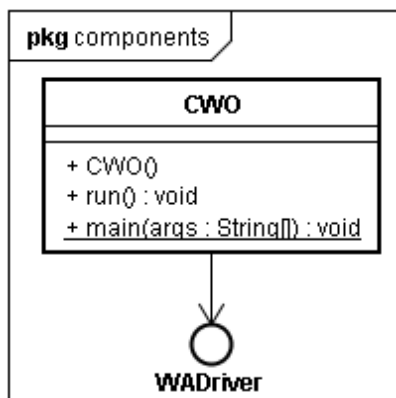 pkg components
CWO
+ CWO()
+ run() : void
+ main(args : String[]) : void
WADriver